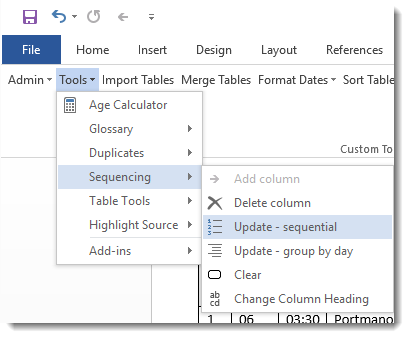 File Home Insert Design Layout References
Admin Tools Import Tables Merge Tables Format Dates Sort Table
Age Calculator
Glossary
Duplicates
Custom To
Sequencing
Add column
Delete column
Table Tools
Update - sequential
Highlight Source
Update - group by day
Add-ins
Clear
ab
cd
Change Column Heading
1 06 03:30 Portmano